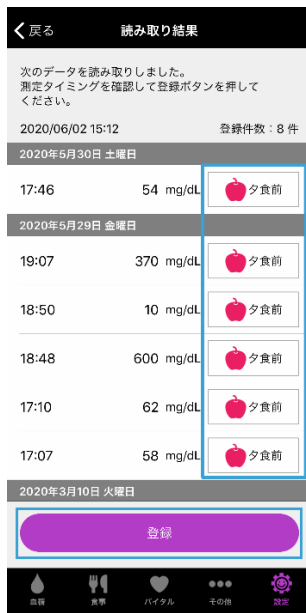 戻る 読み取り結果
次のデータを読み取りしました。
測定タイミングを確認して登録ボタンを押して
ください。
2020/06/02 15:12 登録件数：8 件
2020年5月30日 土曜日
17:46 54 mg/dL 夕食前
2020年5月29日 金曜日
19:07 370 mg/dL 夕食前
18:50 10 mg/dL 夕食前
18:48 600 mg/dL 夕食前
17:10 62 mg/dL 夕食前
17:07 58 mg/dL 夕食前
2020年3月10日 火曜日
登録
血糖 食事 バイタル その他 設定